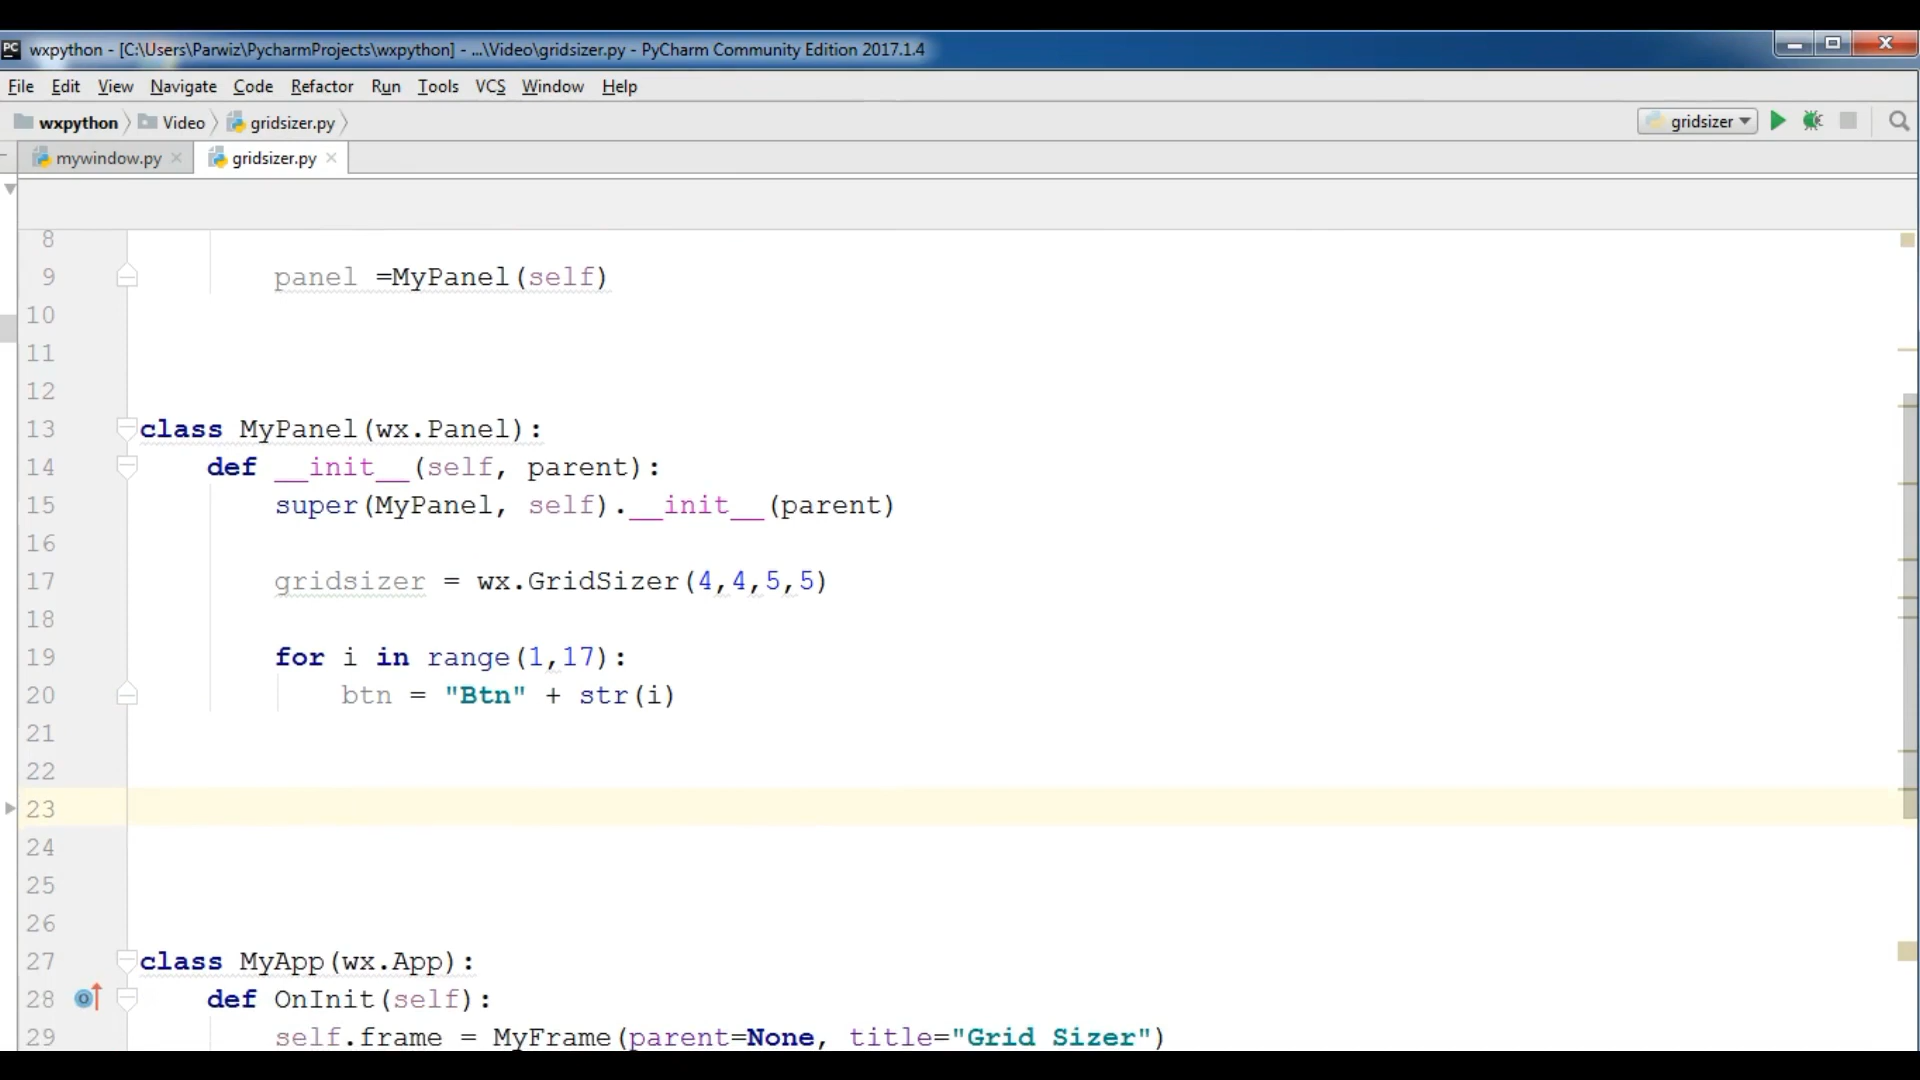 PC wxpython - [C:\Users\Parwiz\PycharmProjects\wxpython] - ...\Video\gridsizer.py - PyCharm Community Edition 2017.1.4
File Edit View Navigate Code Refactor Run Tools VCS Window Help
wxpython Video gridsizer.py gridsizer
mywindow.py gridsizer.py
8
9 panel =MyPanel(self)
10
11
12
13 class MyPanel(wx.Panel):
14 def __init__(self, parent):
15 super(MyPanel, self).__init__(parent)
16
17 gridsizer = wx.GridSizer(4,4,5,5)
18
19 for i in range(1,17):
20 btn = "Btn" + str(i)
21
22
23
24
25
26
27 class MyApp(wx.App):
28 def OnInit(self):
29 self.frame = MyFrame(parent=None, title="Grid Sizer")